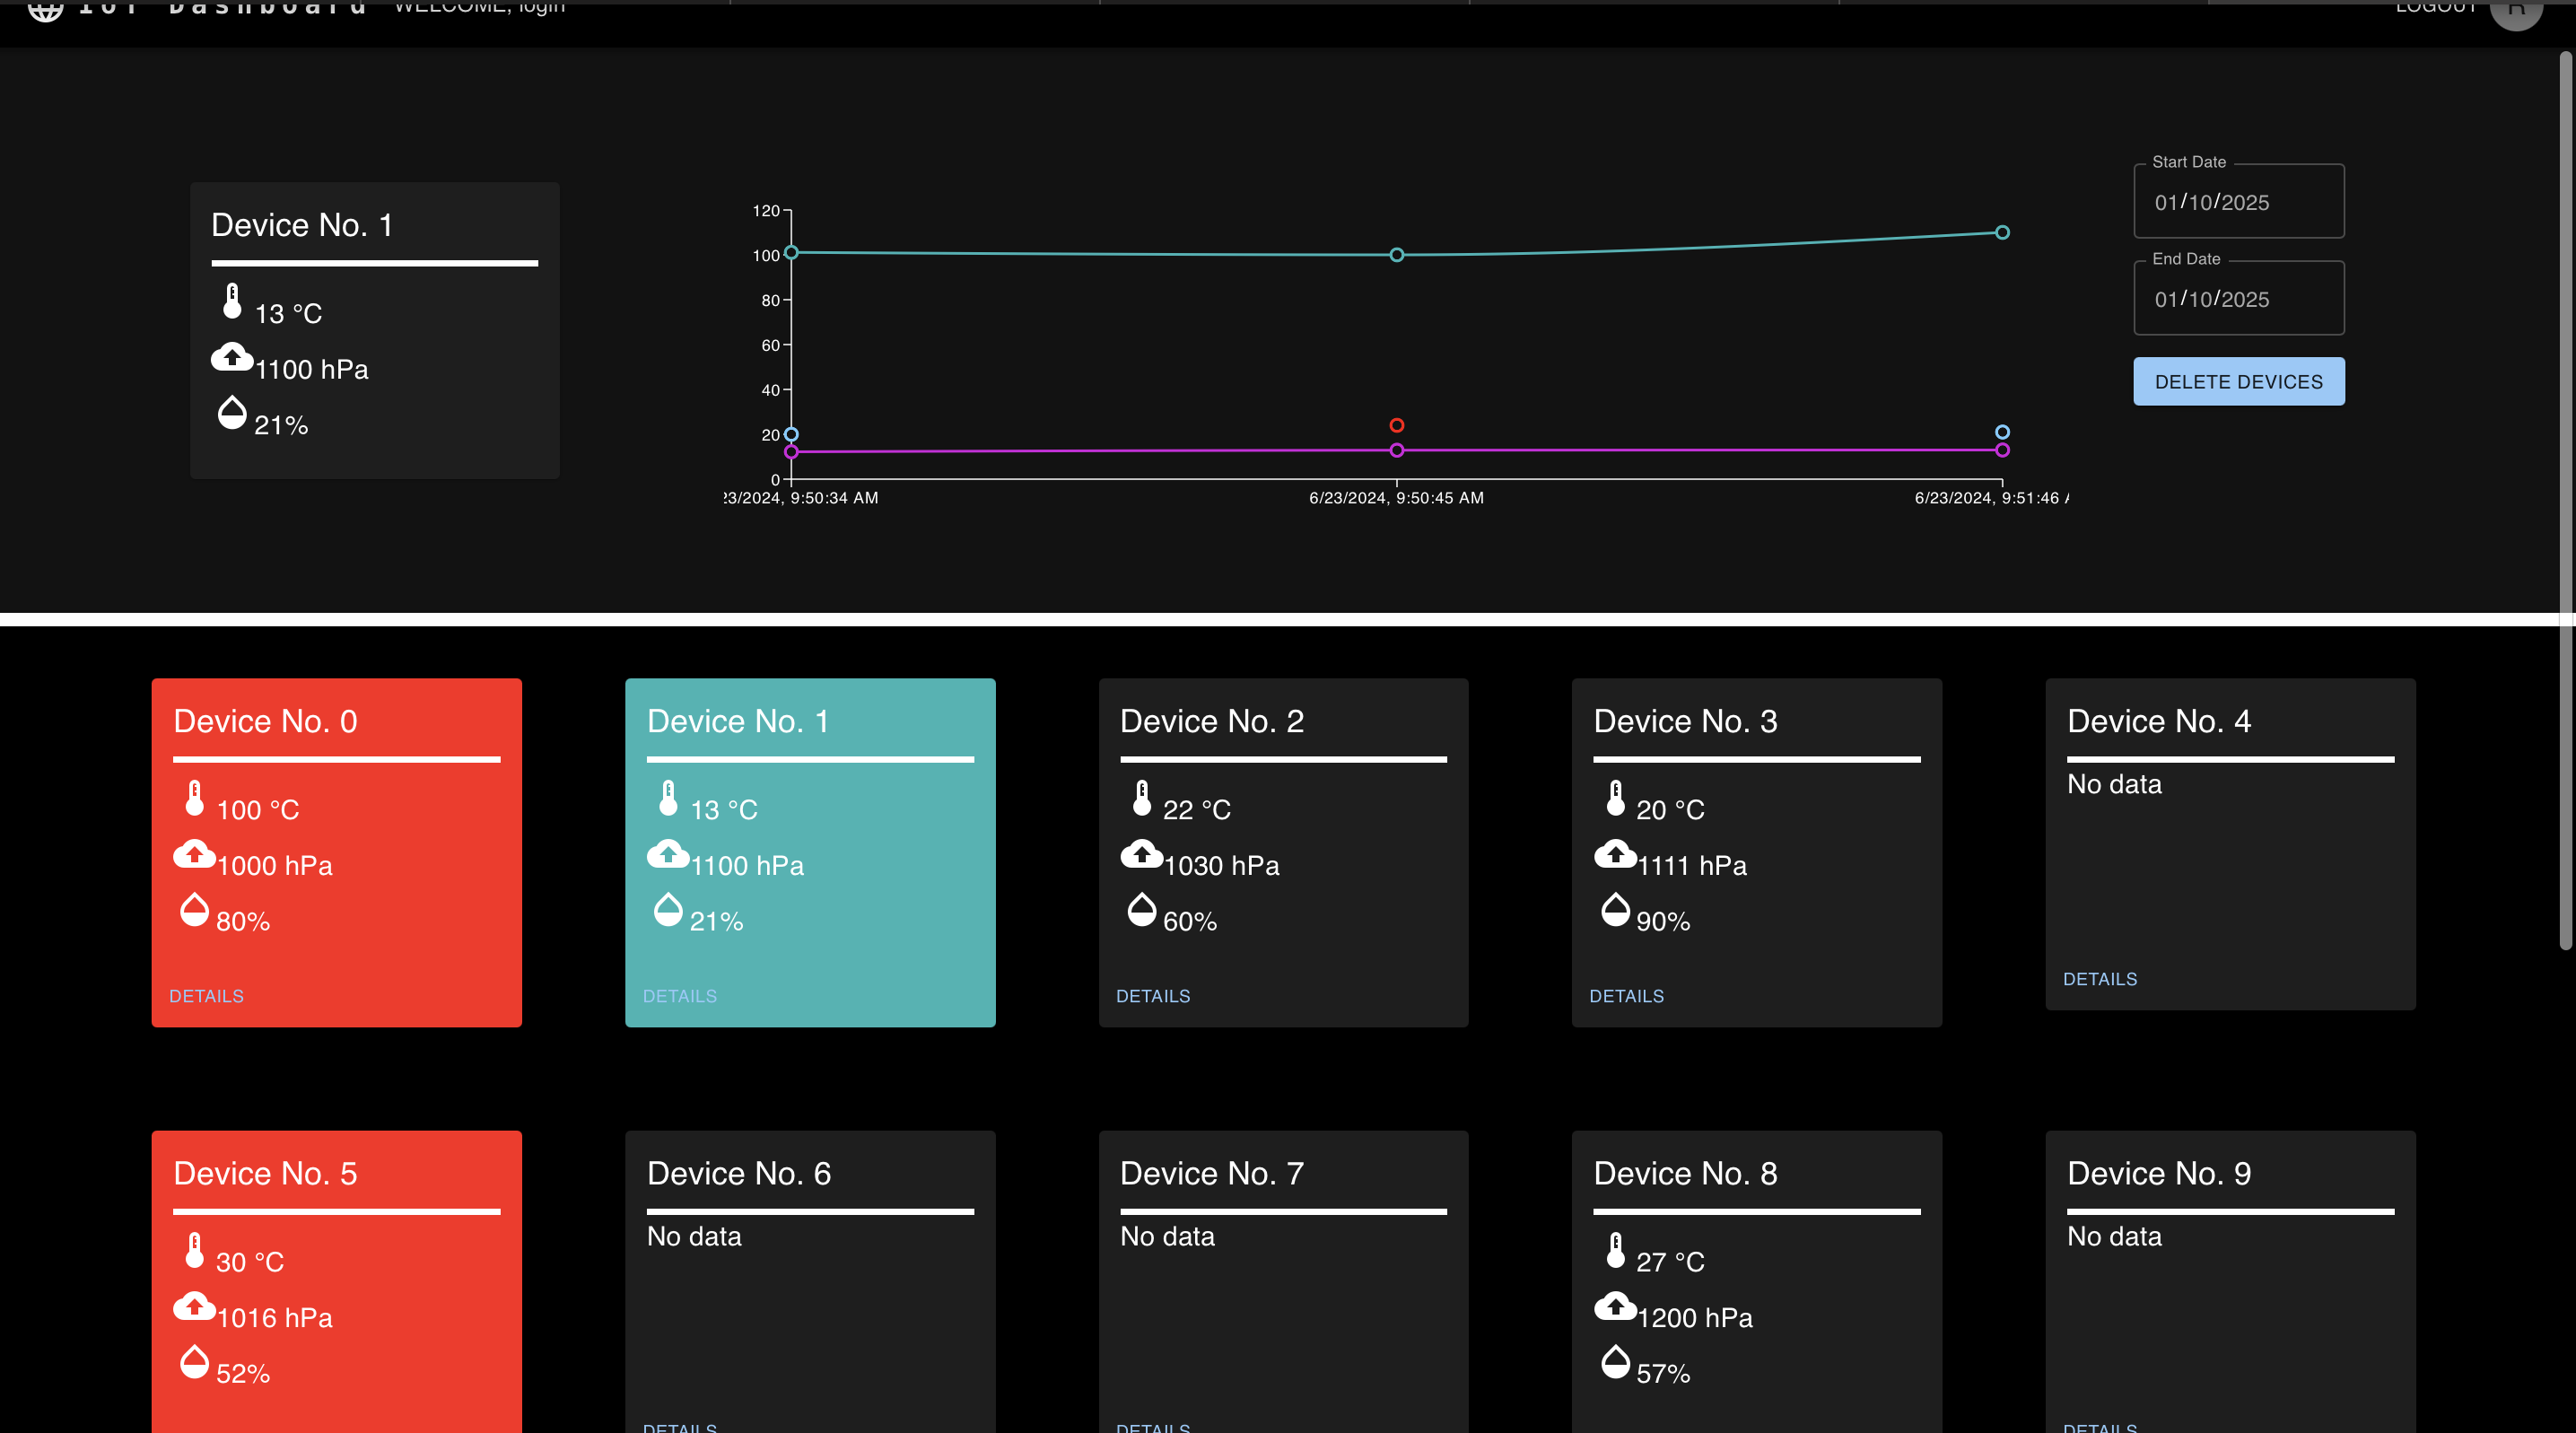 IoT Dashboard WELCOME, login LOGOUT R
Device No. 1
13 °C
1100 hPa
21%
120
100
80
60
40
20
0
23/2024, 9:50:34 AM 6/23/2024, 9:50:45 AM 6/23/2024, 9:51:46 A
Start Date
01/10/2025
End Date
01/10/2025
DELETE DEVICES
Device No. 0
100 °C
1000 hPa
80%
DETAILS
Device No. 1
13 °C
1100 hPa
21%
DETAILS
Device No. 2
22 °C
1030 hPa
60%
DETAILS
Device No. 3
20 °C
1111 hPa
90%
DETAILS
Device No. 4
No data
DETAILS
Device No. 5
30 °C
1016 hPa
52%
Device No. 6
No data
DETAILS
Device No. 7
No data
DETAILS
Device No. 8
27 °C
1200 hPa
57%
Device No. 9
No data
DETAILS